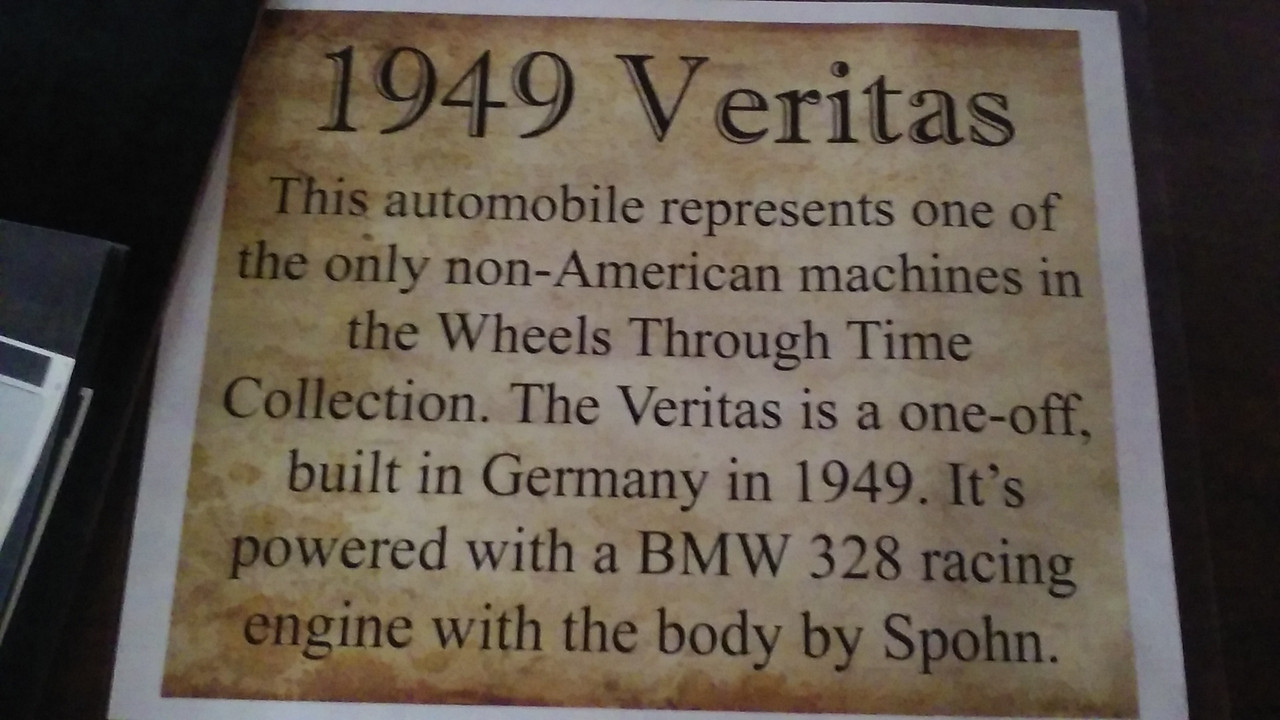 1949 Veritas
This automobile represents one of
the only non-American machines in
the Wheels Through Time
Collection. The Veritas is a one-off,
built in Germany in 1949. It’s
powered with a BMW 328 racing
engine with the body by Spohn.